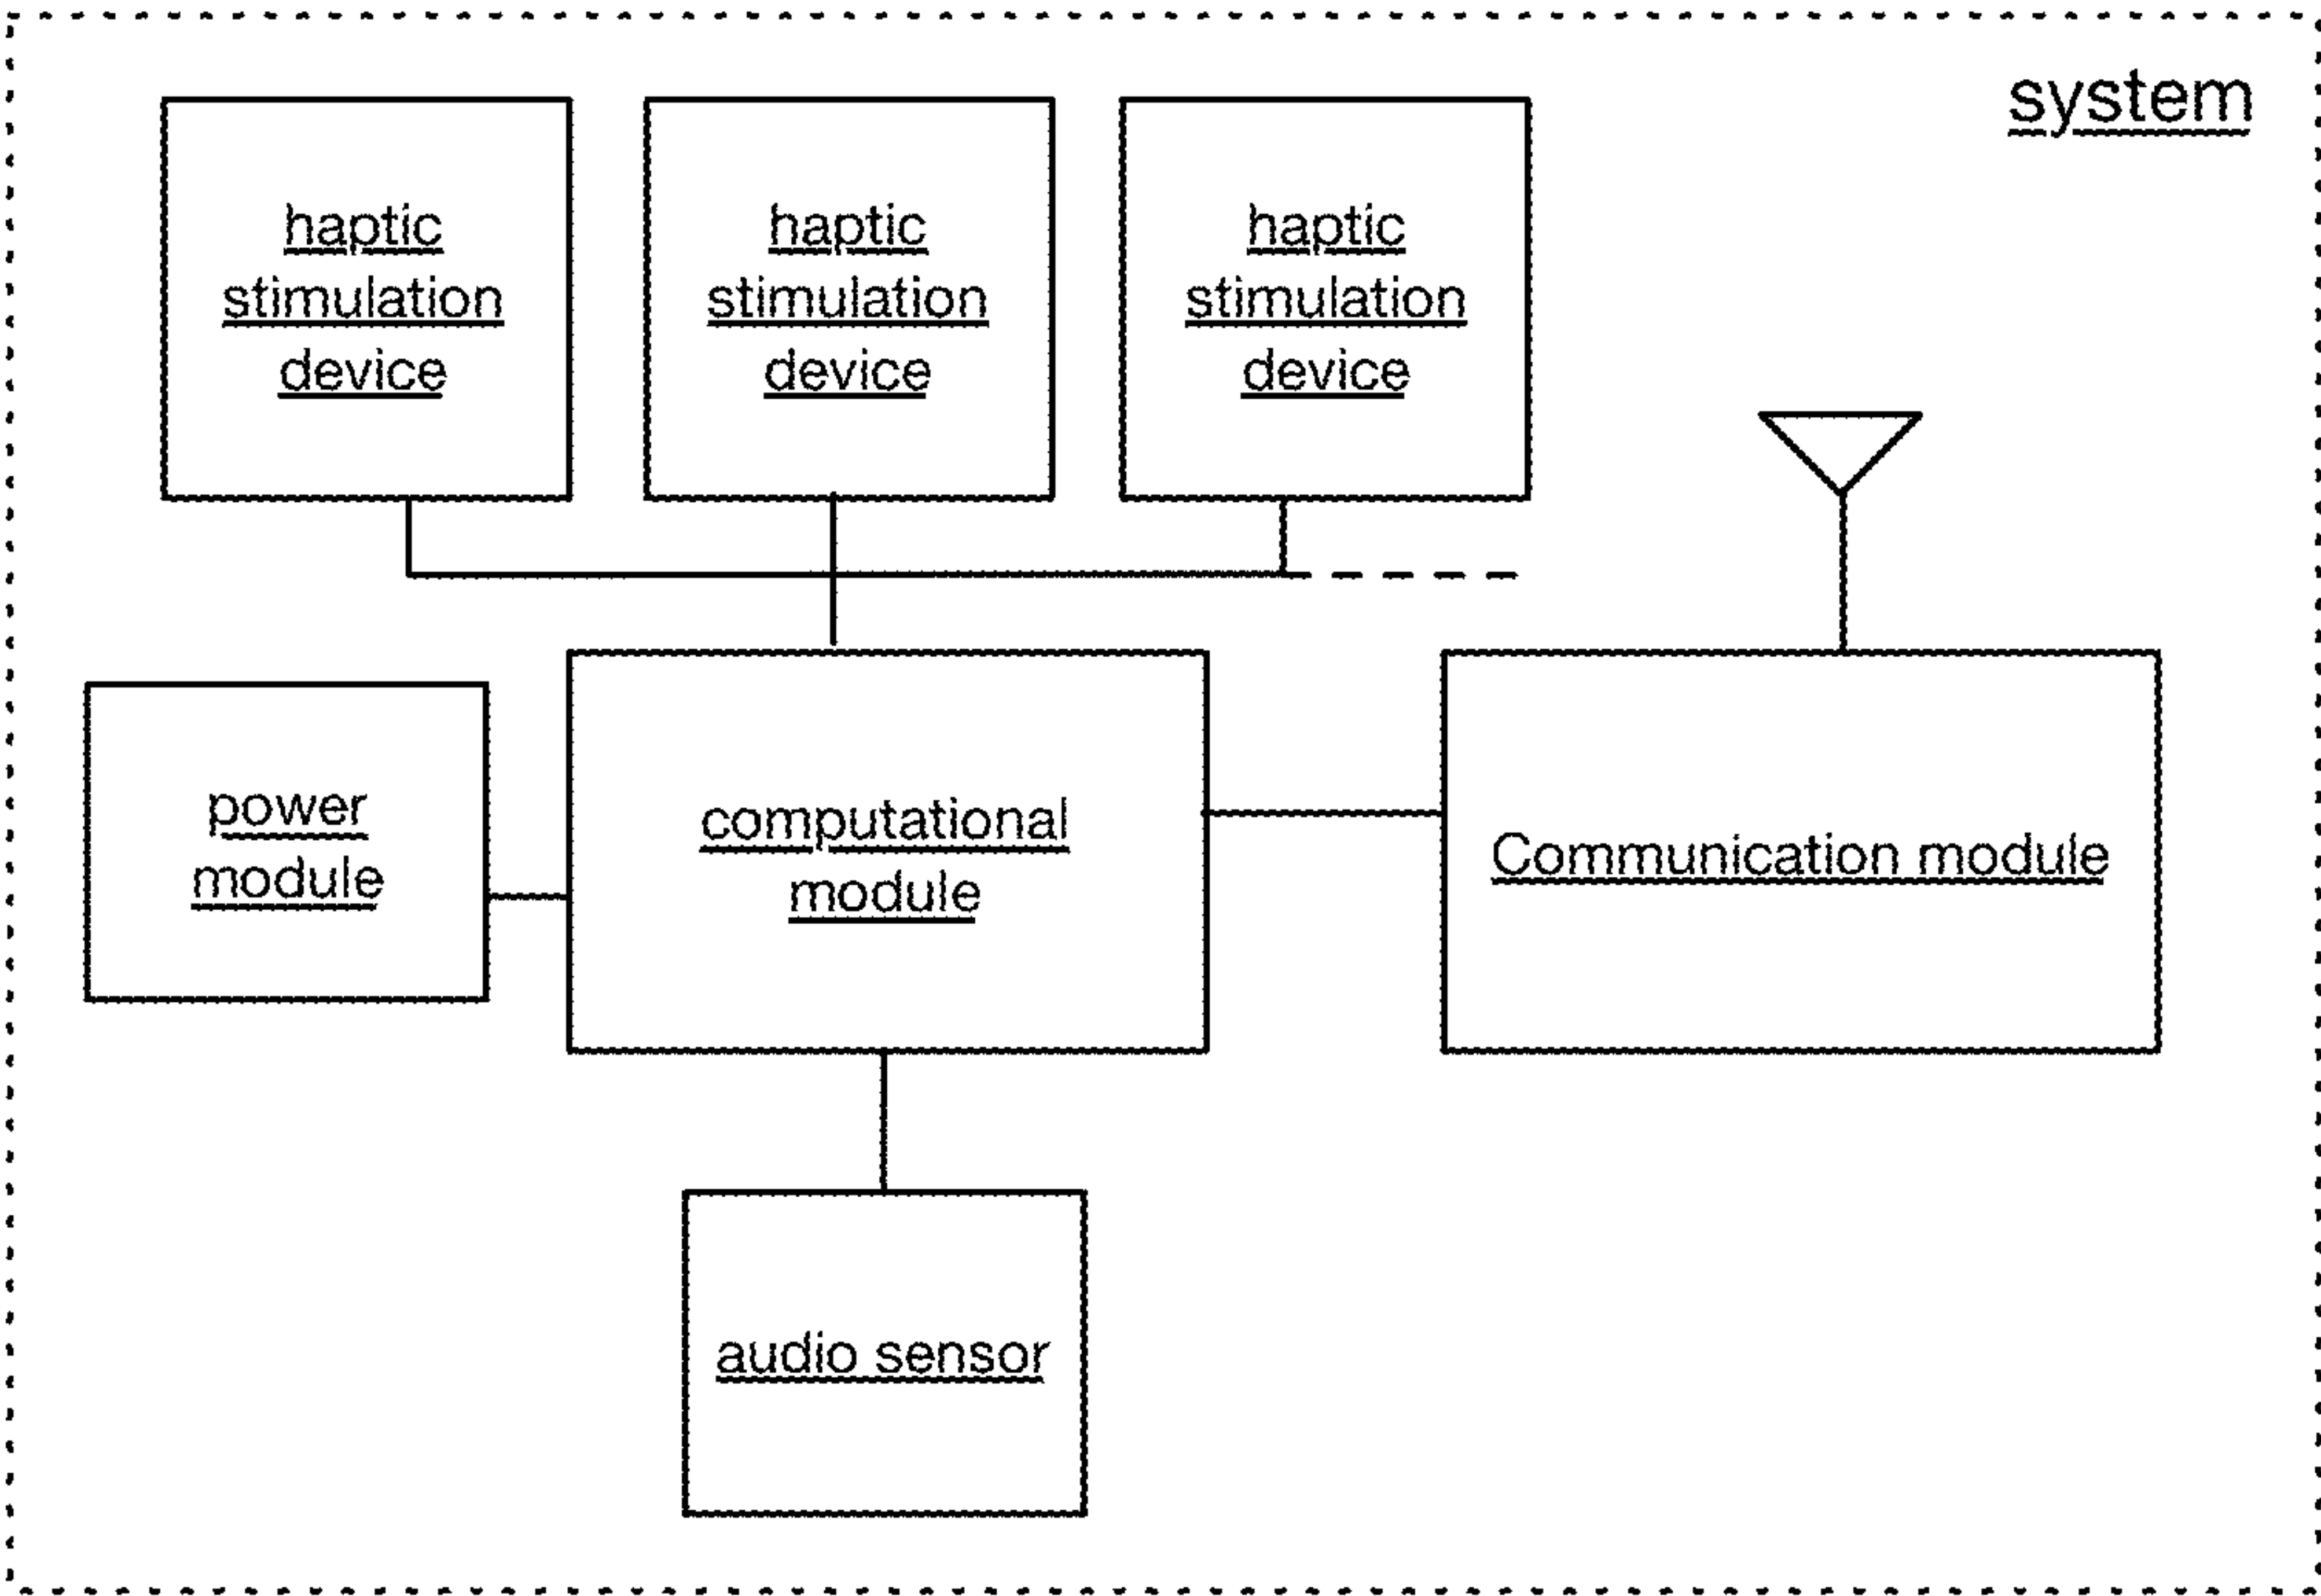 system
haptic
stimulation
device
haptic
stimulation
device
haptic
stimulation
device
power
module
computational
module
Communication module
audio sensor